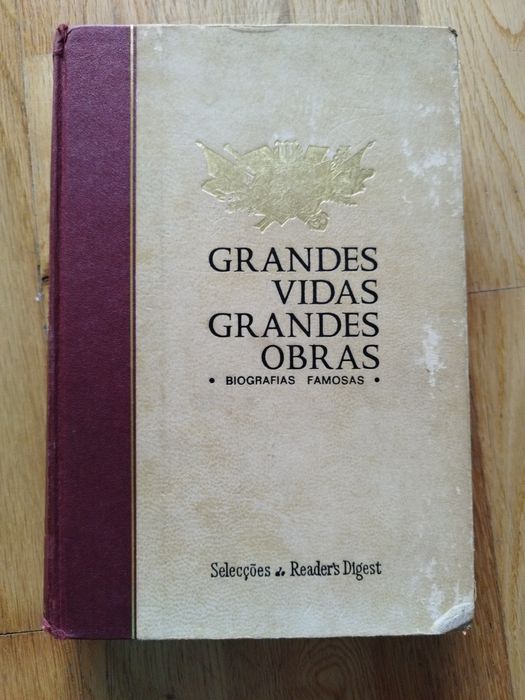 GRANDES
VIDAS
GRANDES
OBRAS
• BIOGRAFIAS FAMOSAS •
Selecções do Reader's Digest